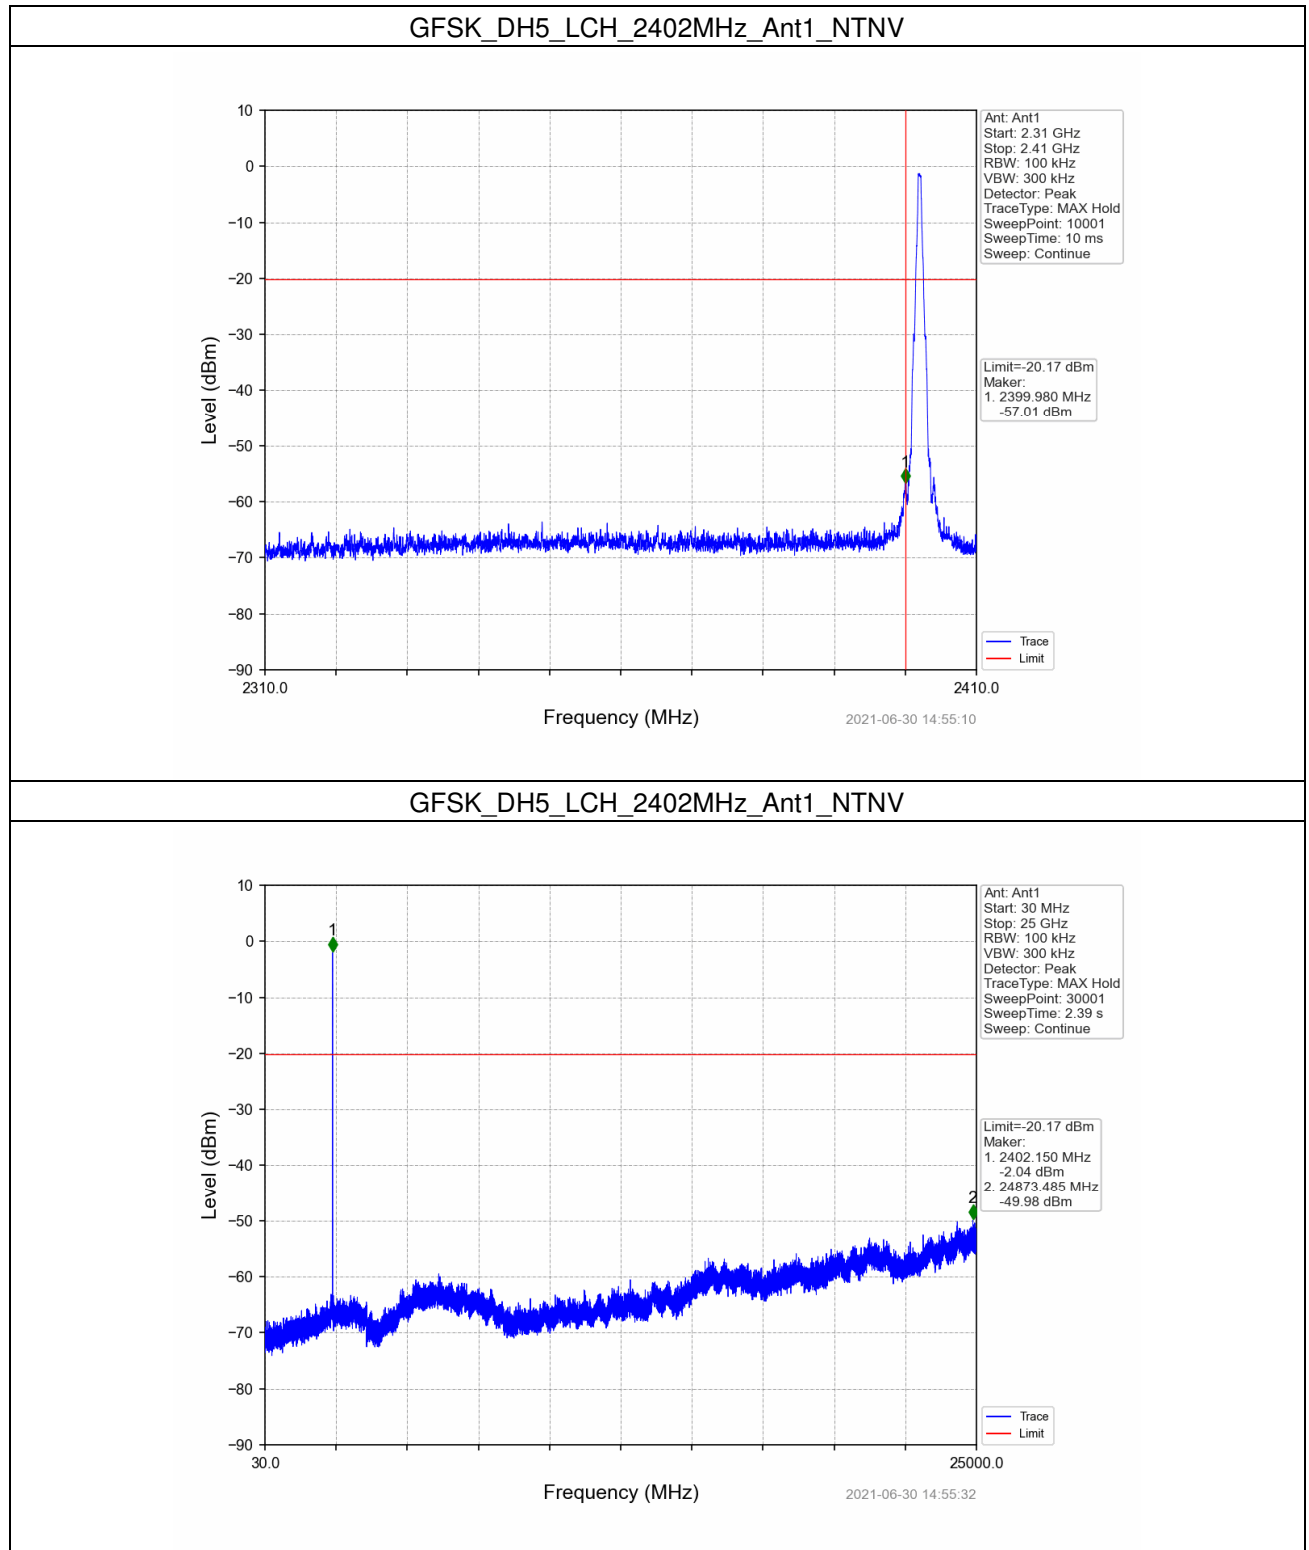 GFSK_DH5_LCH_2402MHz_Ant1_NTNV
10
0
−10
−20
−30
−40
−50
−60
−70
−80
−90
Level (dBm)
1
2310.0
2410.0
Frequency (MHz)
2021-06-30 14:55:10
Ant: Ant1
Start: 2.31 GHz
Stop: 2.41 GHz
RBW: 100 kHz
VBW: 300 kHz
Detector: Peak
TraceType: MAX Hold
SweepPoint: 10001
SweepTime: 10 ms
Sweep: Continue
Limit=-20.17 dBm
Maker:
1. 2399.980 MHz
-57.01 dBm
Trace
Limit
GFSK_DH5_LCH_2402MHz_Ant1_NTNV
10
0
−10
−20
−30
−40
−50
−60
−70
−80
−90
Level (dBm)
1
2
30.0
25000.0
Frequency (MHz)
2021-06-30 14:55:32
Ant: Ant1
Start: 30 MHz
Stop: 25 GHz
RBW: 100 kHz
VBW: 300 kHz
Detector: Peak
TraceType: MAX Hold
SweepPoint: 30001
SweepTime: 2.39 s
Sweep: Continue
Limit=-20.17 dBm
Maker:
1. 2402.150 MHz
-2.04 dBm
2. 24873.485 MHz
-49.98 dBm
Trace
Limit